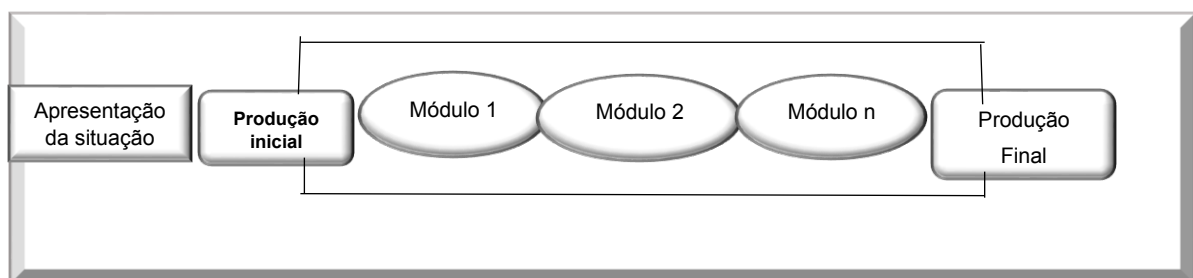 Apresentação
da situação
Produção
inicial
Módulo 1
Módulo 2
Módulo n
Produção
Final